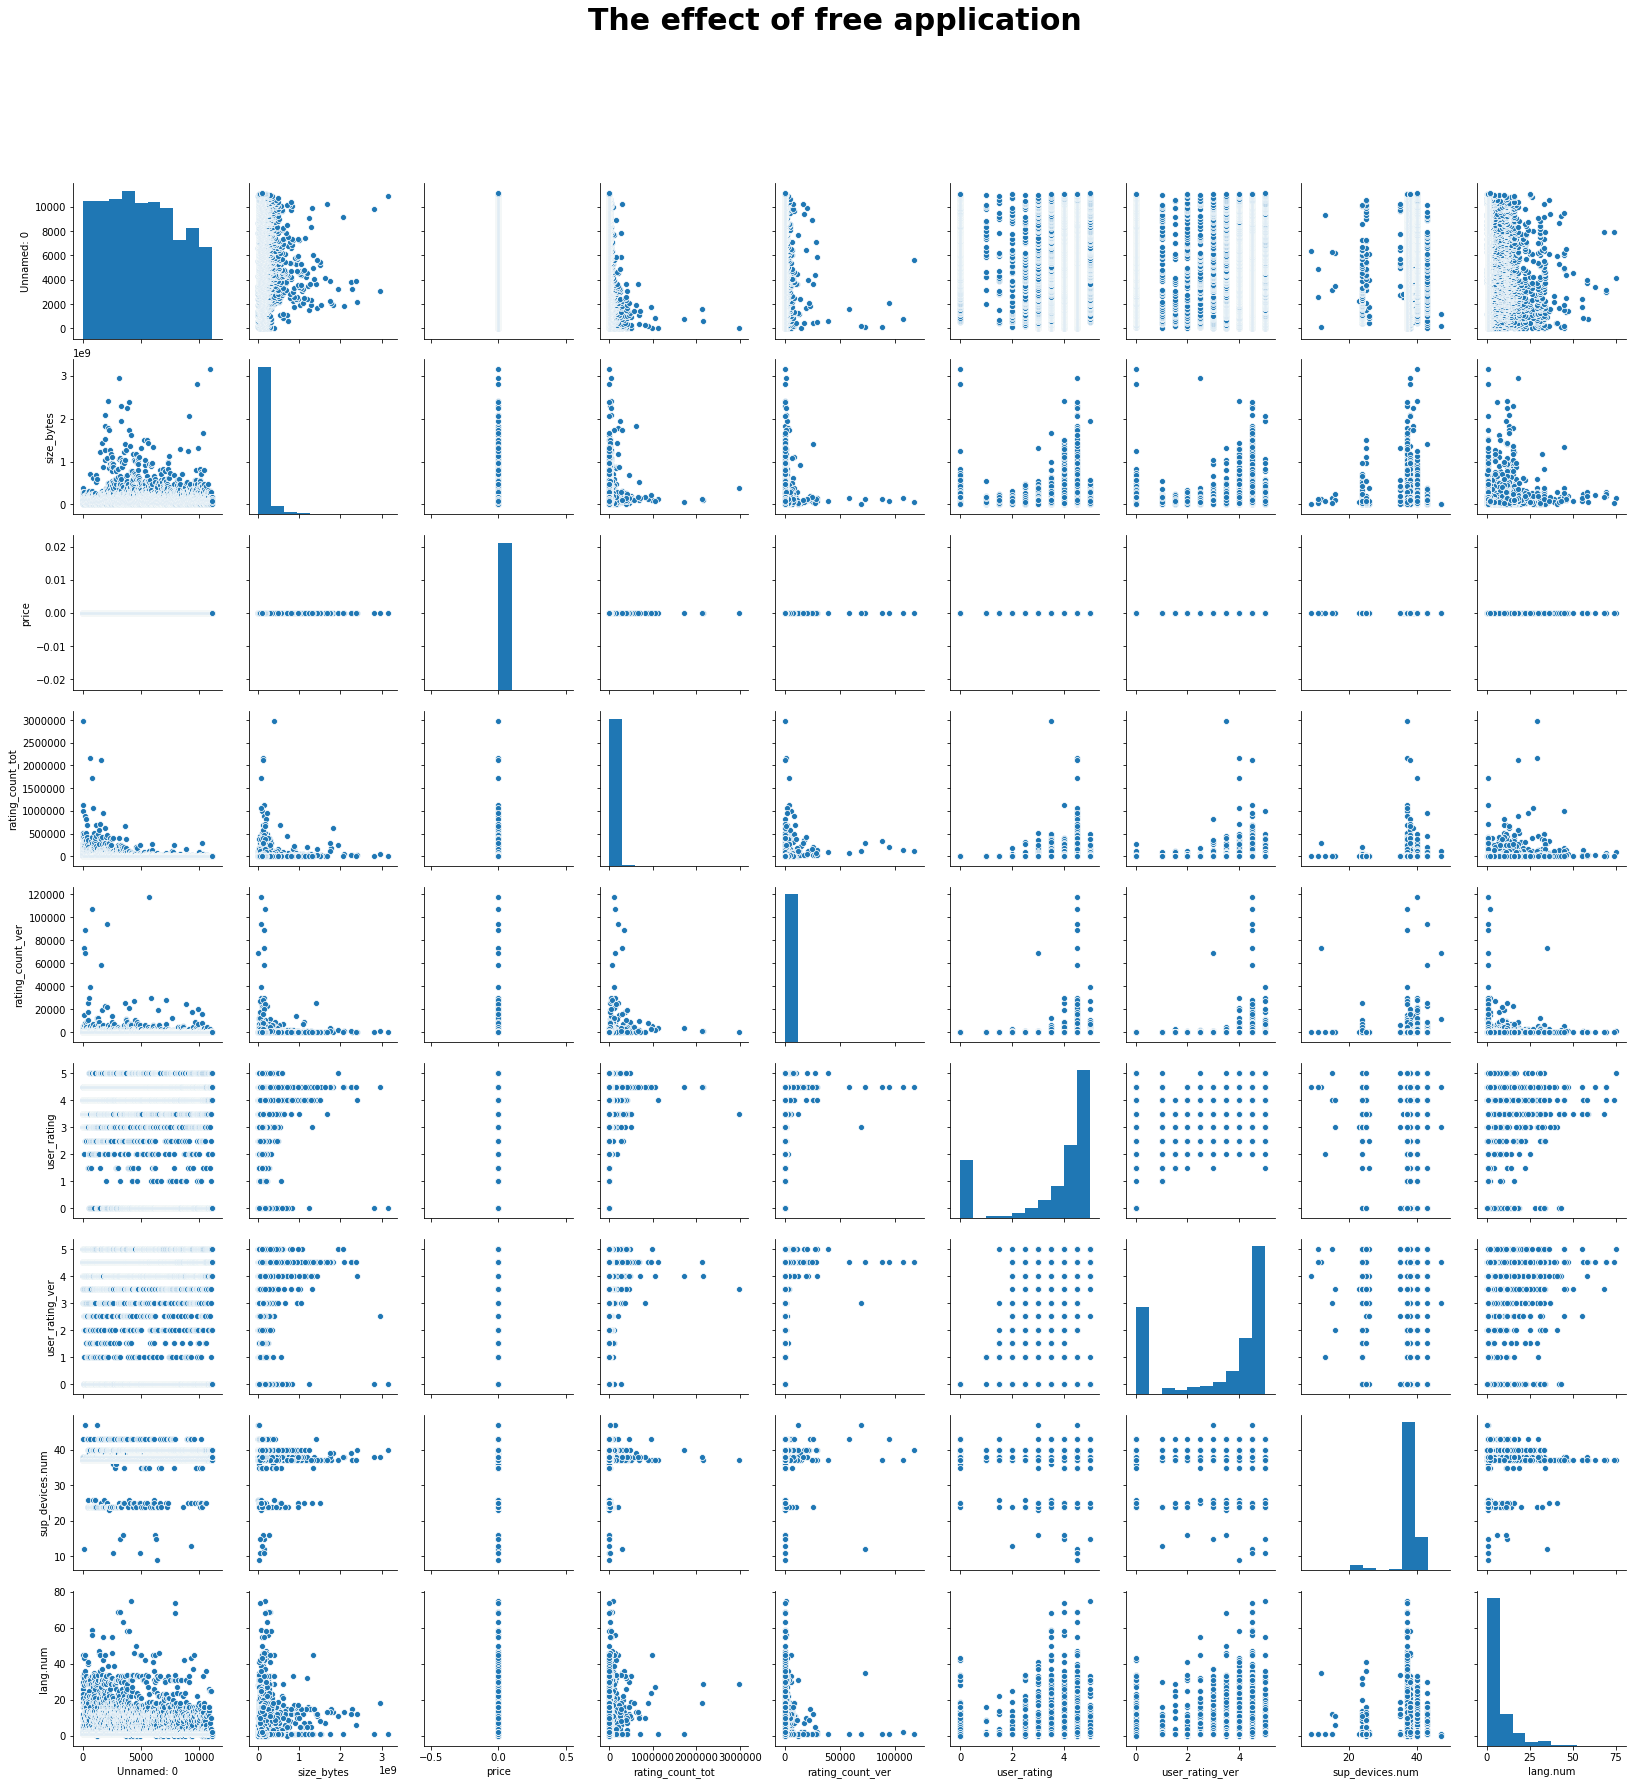 The effect of free application
Unnamed: 0
10000
8000
6000
4000
2000
0
1e9
size_bytes
3
2
1
0
price
0.02
0.01
0.00
−0.01
−0.02
rating_count_tot
3000000
2500000
2000000
1500000
1000000
500000
0
rating_count_ver
120000
100000
80000
60000
40000
20000
0
user_rating
5
4
3
2
1
0
user_rating_ver
5
4
3
2
1
0
sup_devices.num
40
30
20
10
lang.num
80
60
40
20
0
0 5000 10000
0 1 2 3
−0.5 0.0 0.5
0 1000000 2000000 3000000
0 50000 100000
0 2 4
0 2 4
20 40
0 25 50 75
1e9
Unnamed: 0 size_bytes price rating_count_tot rating_count_ver user_rating user_rating_ver sup_devices.num lang.num